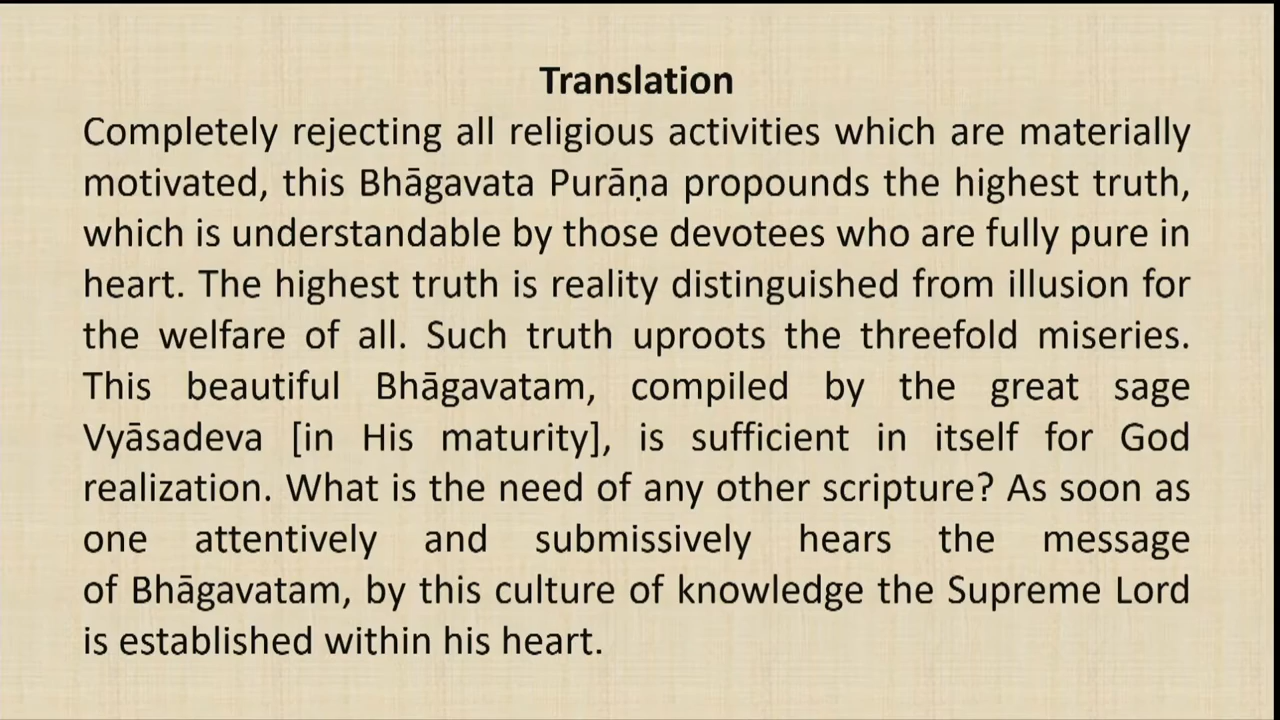 Translation
Completely rejecting all religious activities which are materially
motivated, this Bhāgavata Purāṇa propounds the highest truth,
which is understandable by those devotees who are fully pure in
heart. The highest truth is reality distinguished from illusion for
the welfare of all. Such truth uproots the threefold miseries.
This beautiful Bhāgavatam, compiled by the great sage
Vyāsadeva [in His maturity], is sufficient in itself for God
realization. What is the need of any other scripture? As soon as
one attentively and submissively hears the message
of Bhāgavatam, by this culture of knowledge the Supreme Lord
is established within his heart.